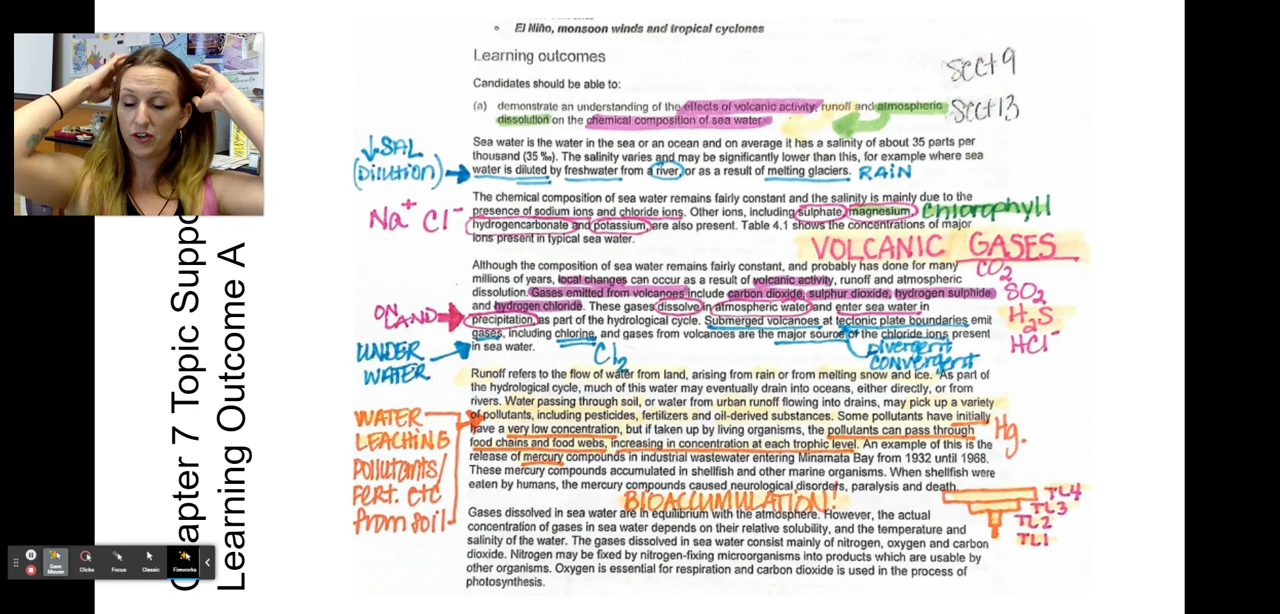 El Niño, monsoon winds and tropical cyclones
Learning outcomes
Sect 9
Candidates should be able to:
(a) demonstrate an understanding of the effects of volcanic activity, runoff and atmospheric
Sect 13
dissolution on the chemical composition of sea water
↓SAL
(Dilution)
Sea water is the water in the sea or an ocean and on average it has a salinity of about 35 parts per
thousand (35 ‰). The salinity varies and may be significantly lower than this, for example where sea
water is diluted by freshwater from a river, or as a result of melting glaciers. RAIN
The chemical composition of sea water remains fairly constant and the salinity is mainly due to the
presence of sodium ions and chloride ions. Other ions, including sulphate magnesium, Chlorophyll
Na+ Cl-
hydrogencarbonate and potassium, are also present. Table 4.1 shows the concentrations of major
ions present in typical sea water.
VOLCANIC GASES
Although the composition of sea water remains fairly constant, and probably has done for many
CO2
millions of years, local changes can occur as a result of volcanic activity, runoff and atmospheric
dissolution. Gases emitted from volcanoes include carbon dioxide, sulphur dioxide, hydrogen sulphide
SO2
and hydrogen chloride. These gases dissolve in atmospheric water and enter sea water in
H2S
ON
LAND
precipitation, as part of the hydrological cycle. Submerged volcanoes at tectonic plate boundaries emit
gases, including chlorine, and gases from volcanoes are the major source of the chloride ions present
HCl-
in sea water.
UNDER
WATER
Cl2
Divergent
Convergent
Runoff refers to the flow of water from land, arising from rain or from melting snow and ice. As part of
the hydrological cycle, much of this water may eventually drain into oceans, either directly, or from
rivers. Water passing through soil, or water from urban runoff flowing into drains, may pick up a variety
of pollutants, including pesticides, fertilizers and oil-derived substances. Some pollutants have initially
have a very low concentration, but if taken up by living organisms, the pollutants can pass through
Hg.
food chains and food webs, increasing in concentration at each trophic level. An example of this is the
release of mercury compounds in industrial wastewater entering Minamata Bay from 1932 until 1968.
These mercury compounds accumulated in shellfish and other marine organisms. When shellfish were
eaten by humans, the mercury compounds caused neurological disorders, paralysis and death.
WATER
LEACHING
Pollutants/
Fert. etc
from soil
BIOACCUMULATION!
TL4
TL3
TL2
TL1
Gases dissolved in sea water are in equilibrium with the atmosphere. However, the actual
concentration of gases in sea water depends on their relative solubility, and the temperature and
salinity of the water. The gases dissolved in sea water consist mainly of nitrogen, oxygen and carbon
dioxide. Nitrogen may be fixed by nitrogen-fixing microorganisms into products which are usable by
other organisms. Oxygen is essential for respiration and carbon dioxide is used in the process of
photosynthesis.
apter 7 Topic Suppo
Learning Outcome A
Save Mouse
Clicks
Focus
Classic
Fireworks